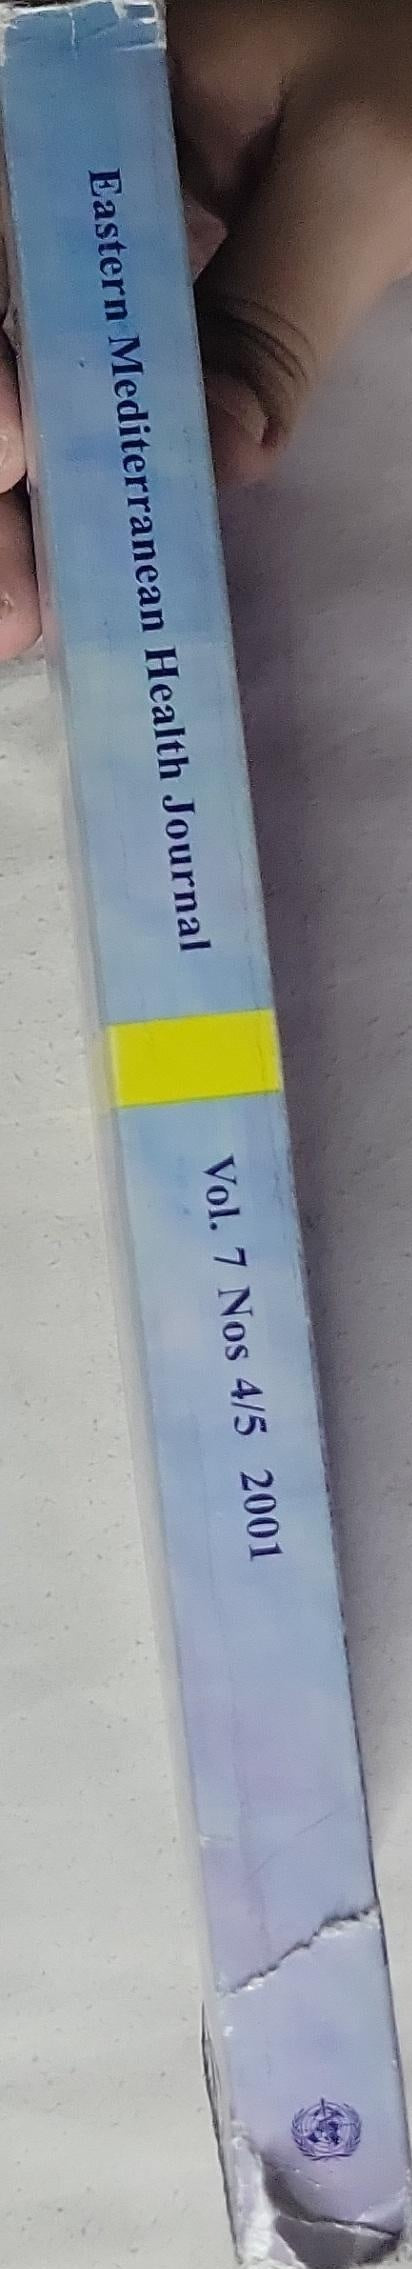 Eastern Mediterranean Health Journal
Vol. 7 Nos 4/5 2001